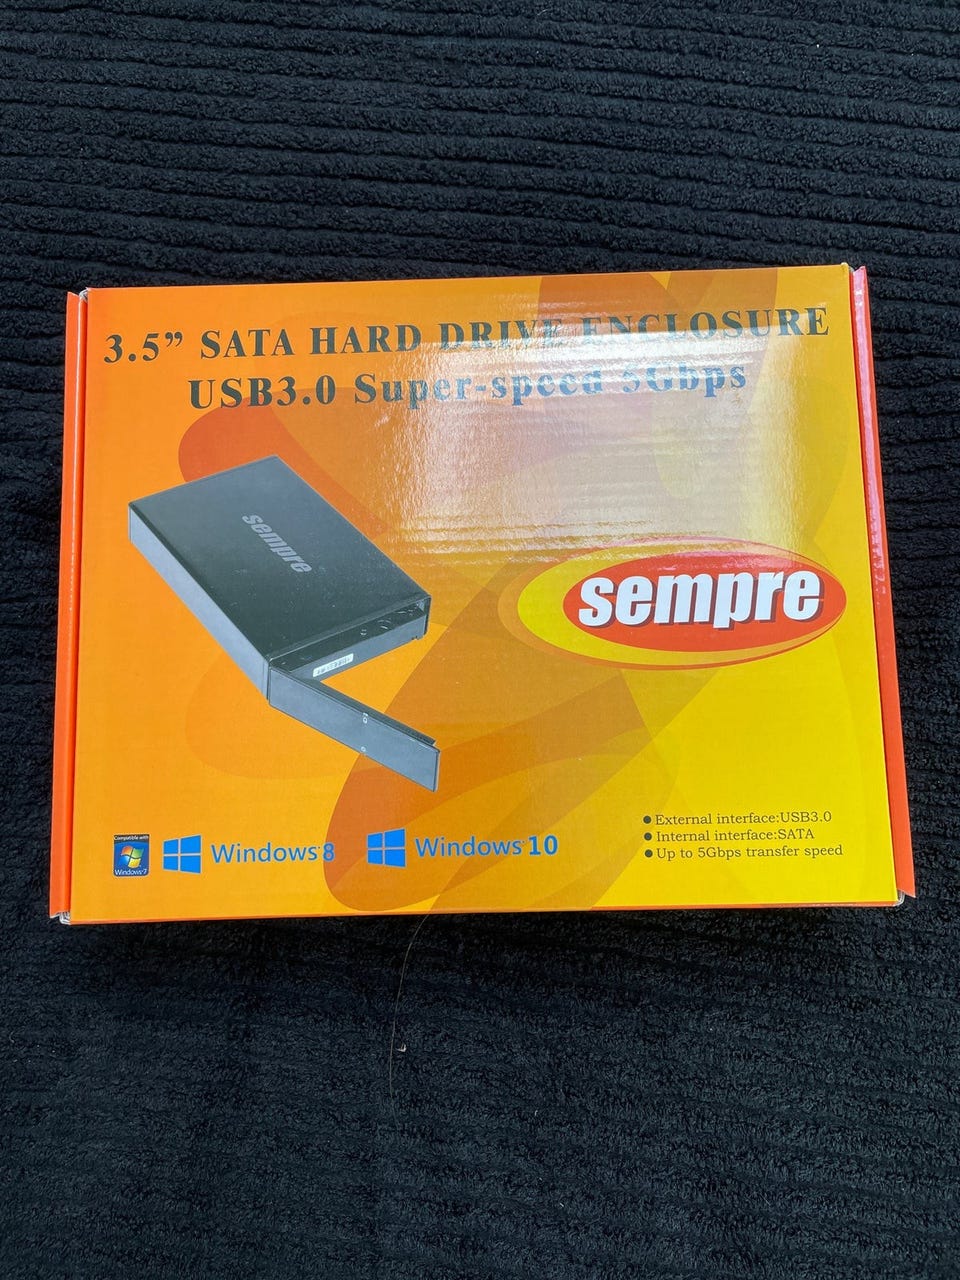 3.5” SATA HARD DRIVE ENCLOSURE
USB3.0 Super-speed 5Gbps
sempre
sempre
Compatible with
Windows 7
Windows 8
Windows 10
● External interface:USB3.0
● Internal interface:SATA
● Up to 5Gbps transfer speed